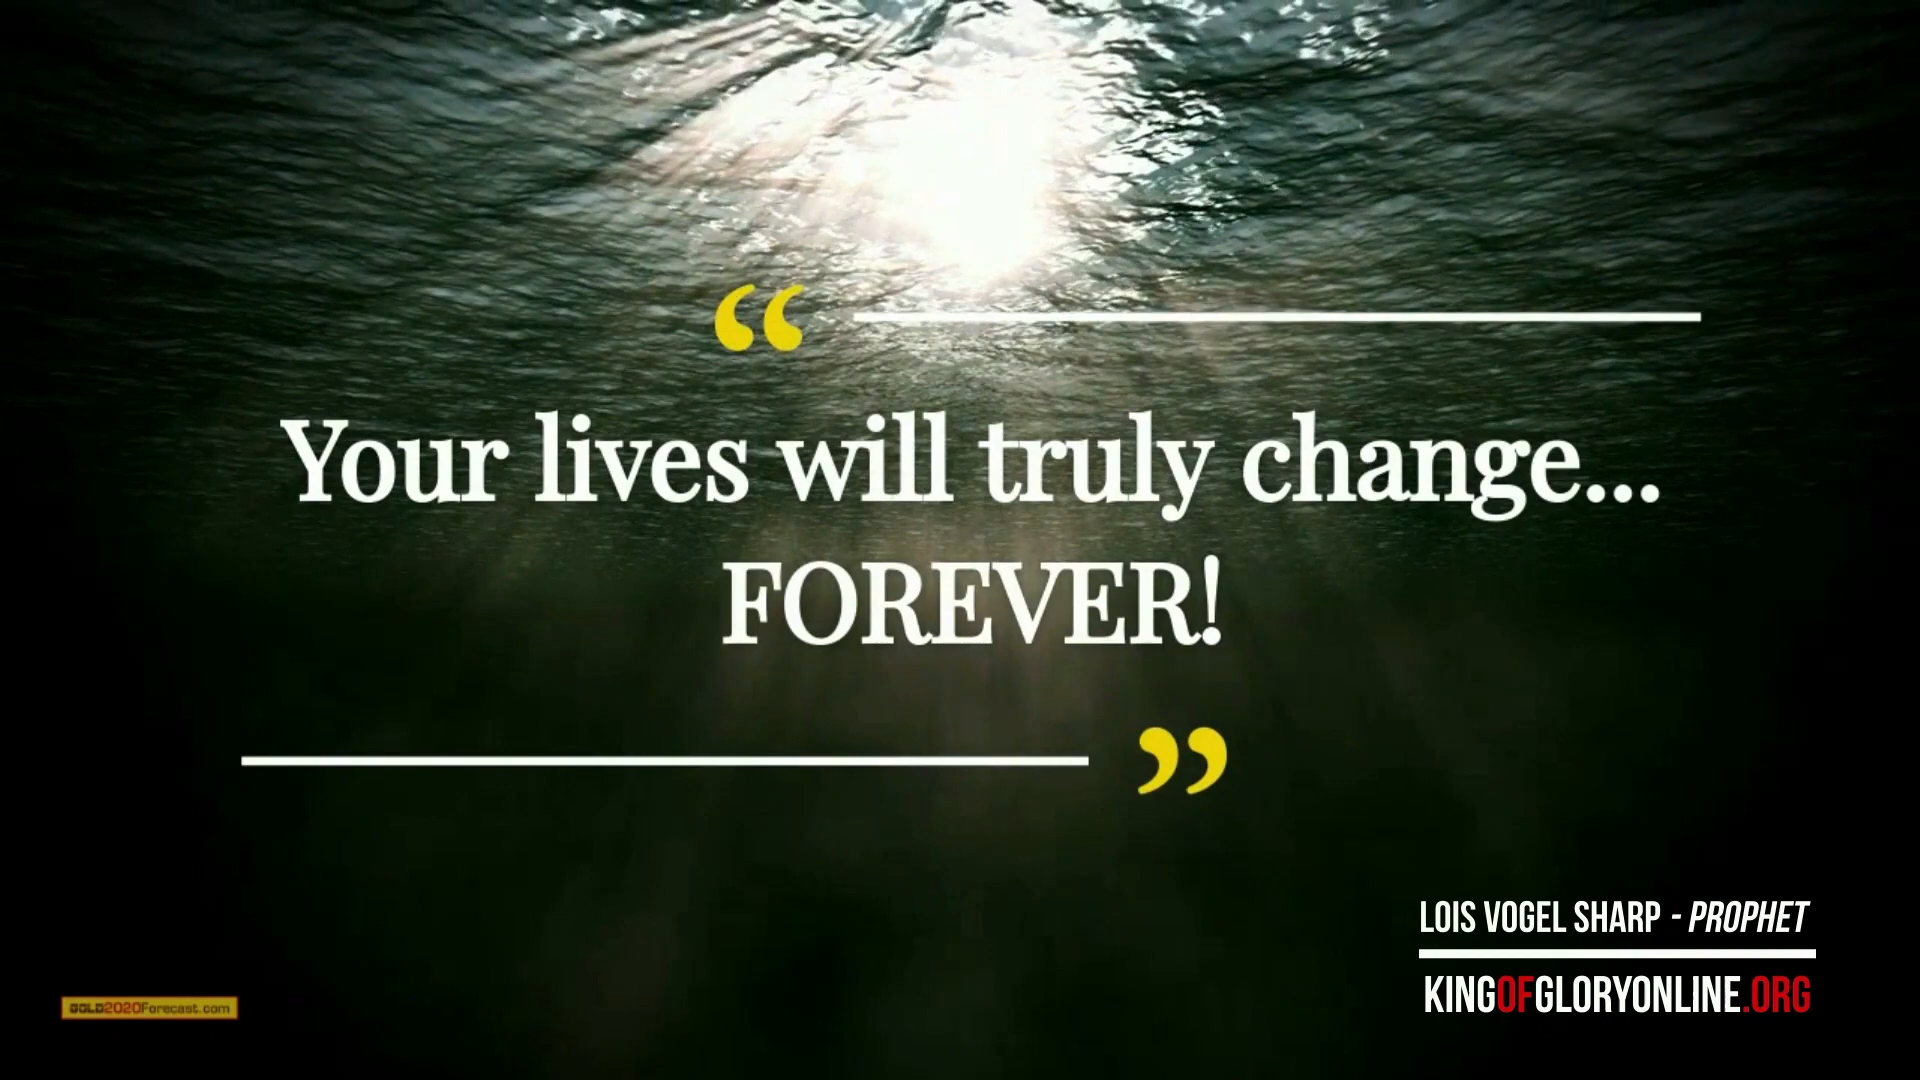 “
Your lives will truly change...
FOREVER!
”
LOIS VOGEL SHARP - PROPHET
KINGOFGLORYONLINE.ORG
GOLD2020Forecast.com